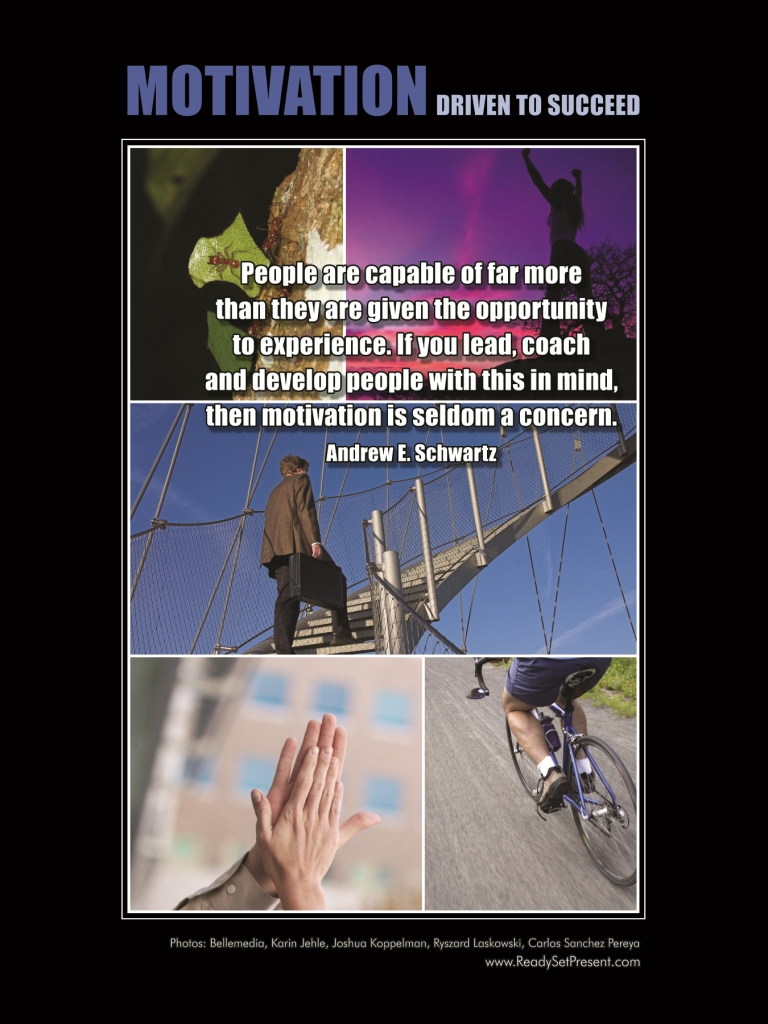 MOTIVATION DRIVEN TO SUCCEED
People are capable of far more
than they are given the opportunity
to experience. If you lead, coach
and develop people with this in mind,
then motivation is seldom a concern.
Andrew E. Schwartz
Photos: Bellemedia, Karin Jehle, Joshua Koppelman, Ryszard Laskowski, Carlos Sanchez Pereya
www.ReadySetPresent.com